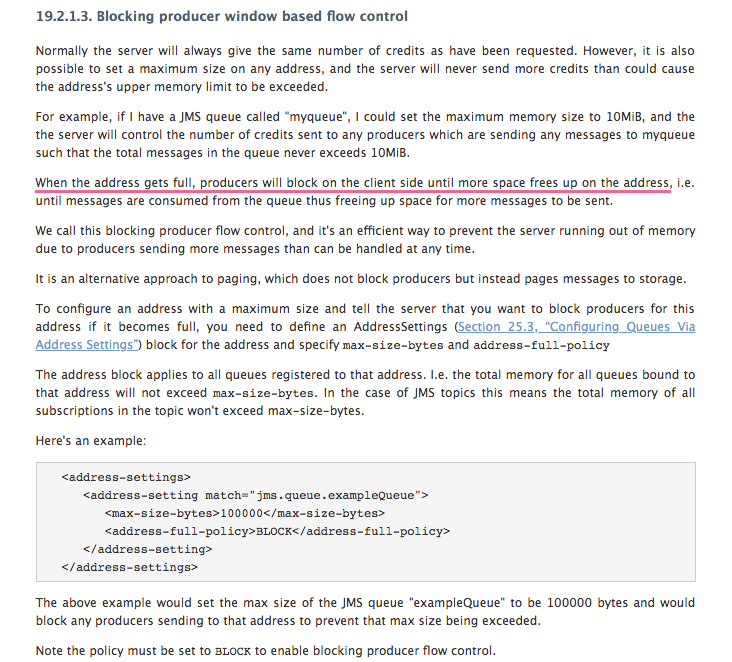 19.2.1.3. Blocking producer window based flow control
Normally the server will always give the same number of credits as have been requested. However, it is also
possible to set a maximum size on any address, and the server will never send more credits than could cause
the address's upper memory limit to be exceeded.
For example, if I have a JMS queue called "myqueue", I could set the maximum memory size to 10MiB, and the
the server will control the number of credits sent to any producers which are sending any messages to myqueue
such that the total messages in the queue never exceeds 10MiB.
When the address gets full, producers will block on the client side until more space frees up on the address, i.e.
until messages are consumed from the queue thus freeing up space for more messages to be sent.
We call this blocking producer flow control, and it's an efficient way to prevent the server running out of memory
due to producers sending more messages than can be handled at any time.
It is an alternative approach to paging, which does not block producers but instead pages messages to storage.
To configure an address with a maximum size and tell the server that you want to block producers for this
address if it becomes full, you need to define an AddressSettings (Section 25.3, “Configuring Queues Via
Address Settings”) block for the address and specify max-size-bytes and address-full-policy
The address block applies to all queues registered to that address. I.e. the total memory for all queues bound to
that address will not exceed max-size-bytes. In the case of JMS topics this means the total memory of all
subscriptions in the topic won't exceed max-size-bytes.
Here's an example:
<address-settings>
<address-setting match="jms.queue.exampleQueue">
<max-size-bytes>100000</max-size-bytes>
<address-full-policy>BLOCK</address-full-policy>
</address-setting>
</address-settings>
The above example would set the max size of the JMS queue "exampleQueue" to be 100000 bytes and would
block any producers sending to that address to prevent that max size being exceeded.
Note the policy must be set to BLOCK to enable blocking producer flow control.